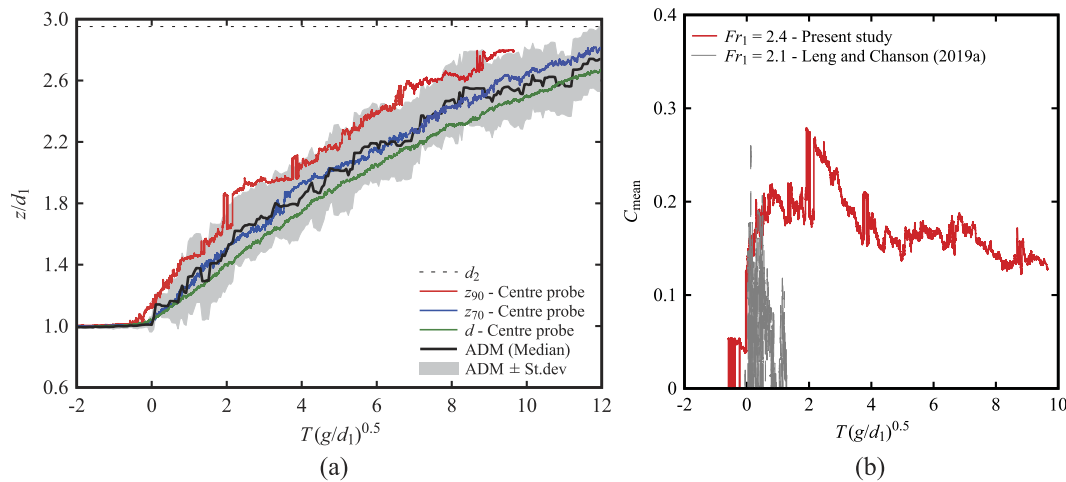 3.0
2.6
2.2
1.8
1.4
1.0
0.6
z/d₁
d₂
z₉₀ - Centre probe
z₇₀ - Centre probe
d - Centre probe
ADM (Median)
ADM ± St.dev
-2 0 2 4 6 8 10 12
T(g/d₁)⁰·⁵
(a)
0.4
0.3
0.2
0.1
0
C_mean
Fr₁ = 2.4 - Present study
Fr₁ = 2.1 - Leng and Chanson (2019a)
-2 0 2 4 6 8 10
T(g/d₁)⁰·⁵
(b)